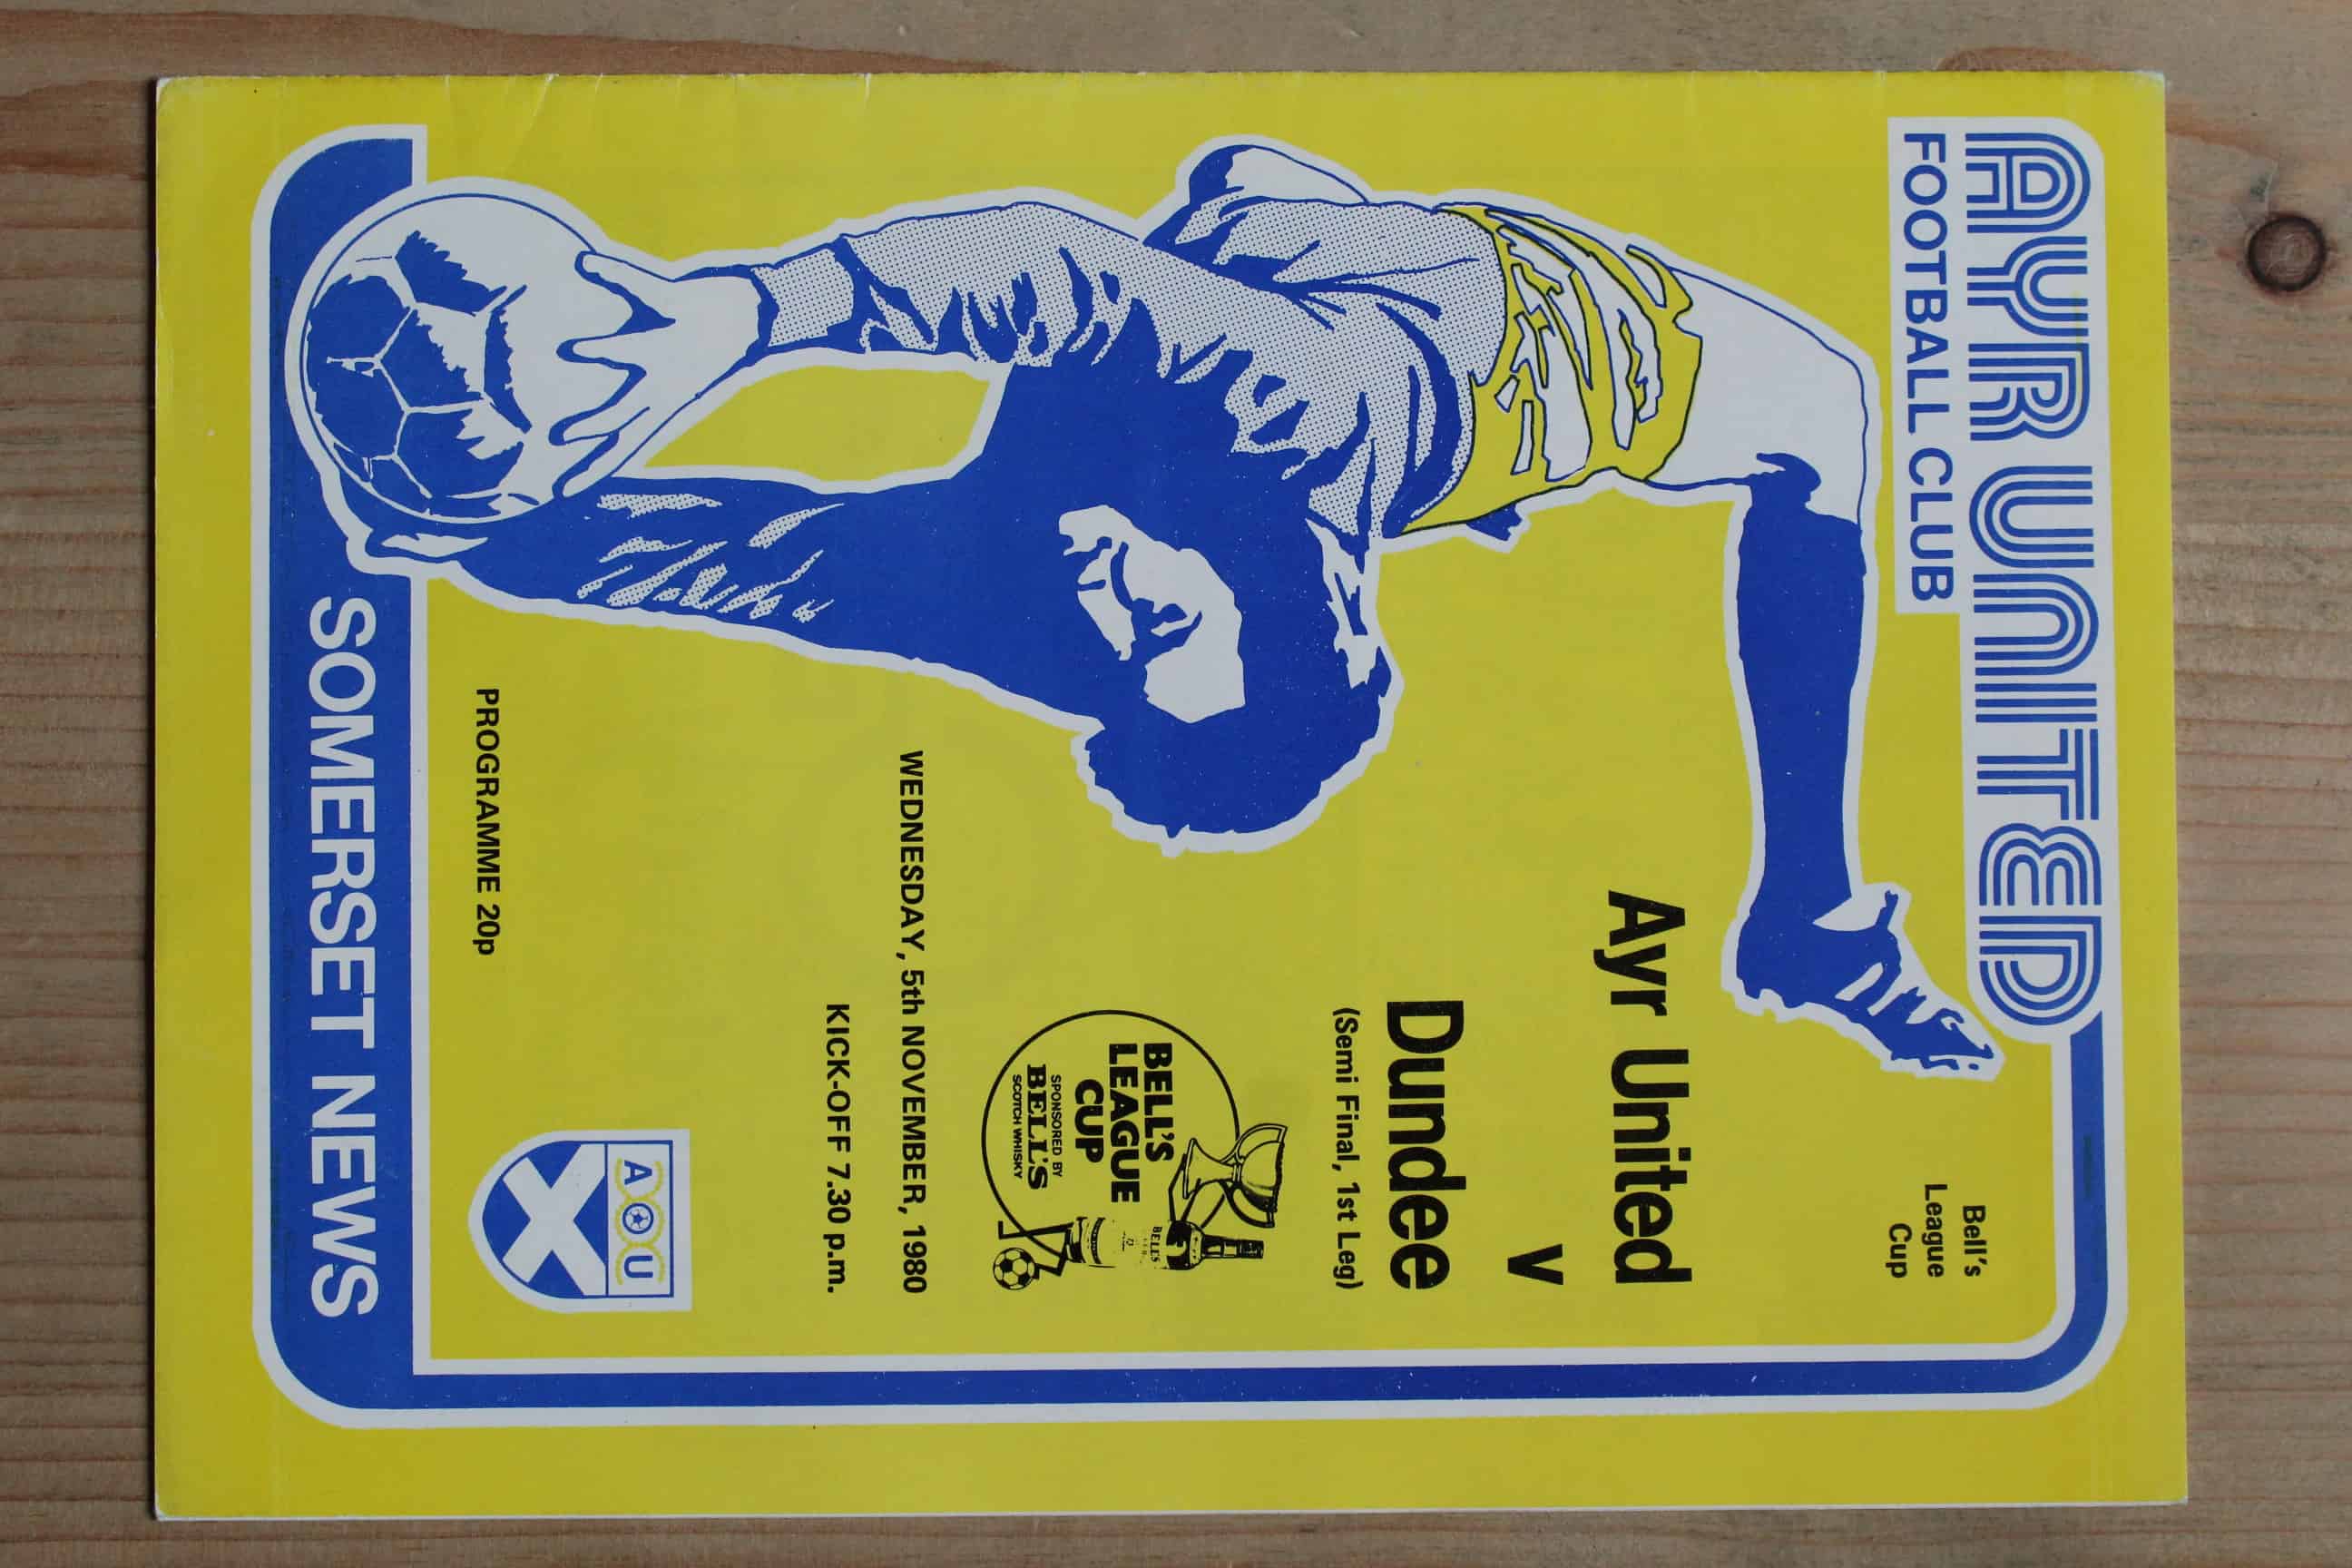 AYR UNITED
FOOTBALL CLUB
Bell's
League
Cup
Ayr United
v
Dundee
(Semi Final, 1st Leg)
BELL'S
LEAGUE
CUP
SPONSORED BY
BELL'S
SCOTCH WHISKY
BELL'S
WEDNESDAY, 5th NOVEMBER, 1980
KICK-OFF 7.30 p.m.
A U
PROGRAMME 20p
SOMERSET NEWS